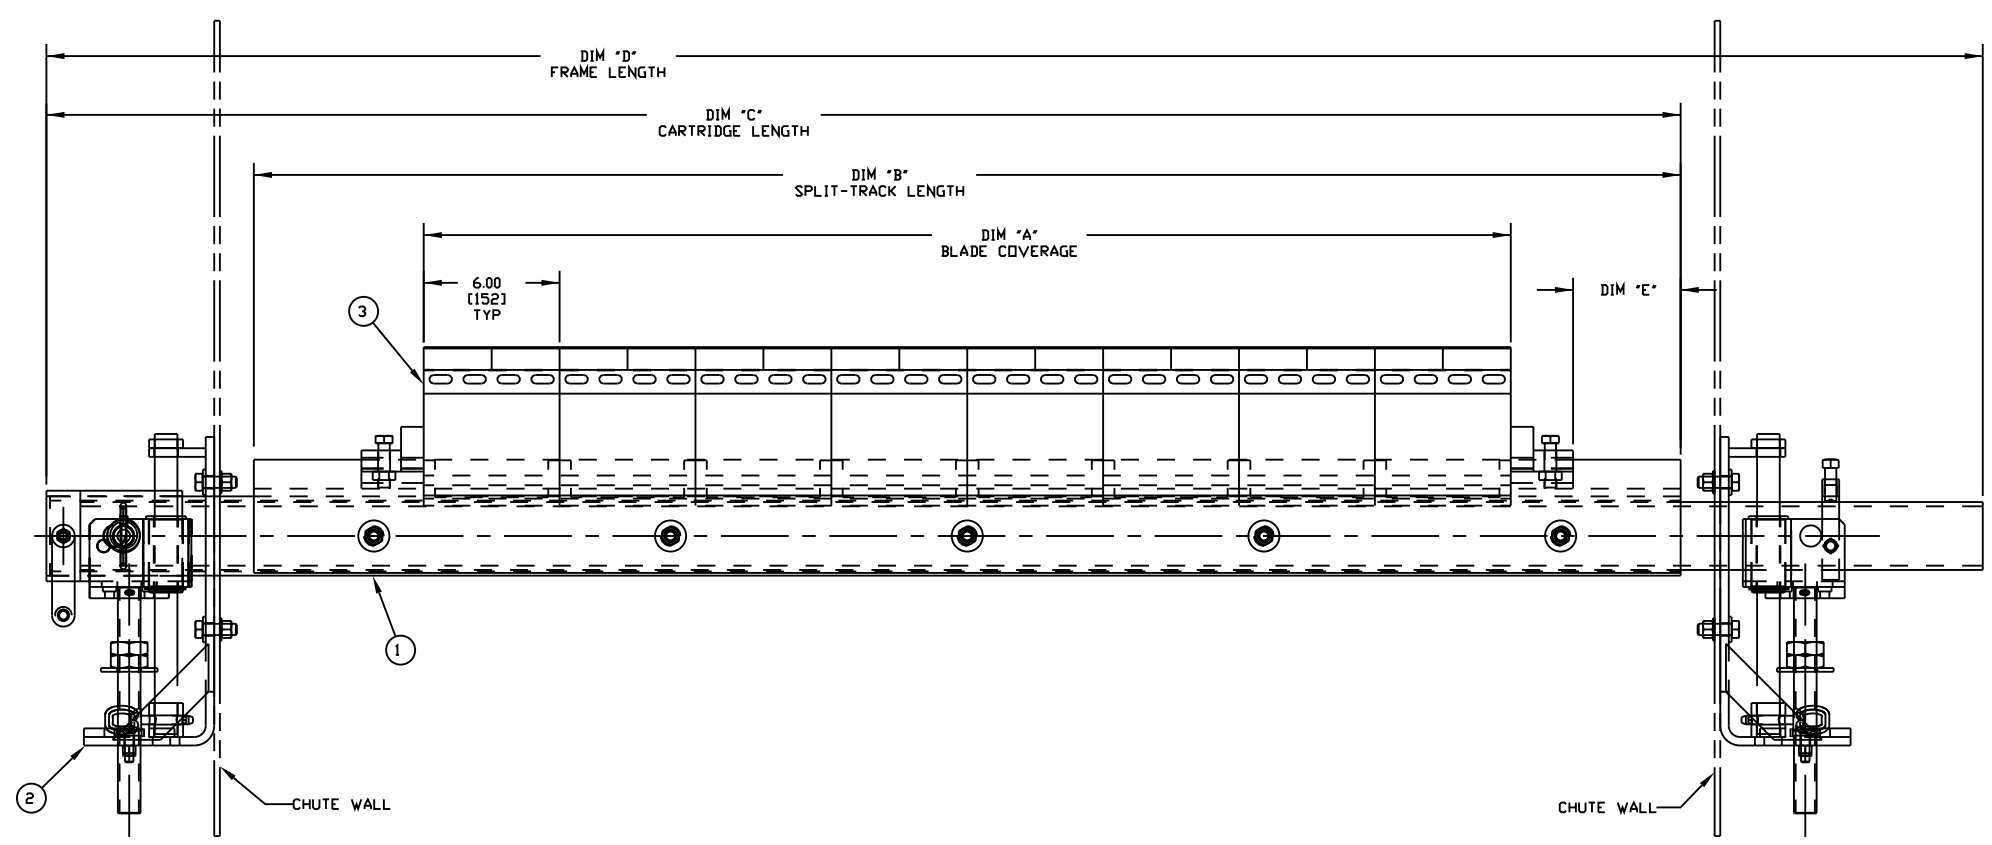 DIM "D"
FRAME LENGTH
DIM "C"
CARTRIDGE LENGTH
DIM "B"
SPLIT-TRACK LENGTH
DIM "A"
BLADE COVERAGE
6.00
[152]
TYP
DIM "E"
3
1
2
CHUTE WALL
CHUTE WALL